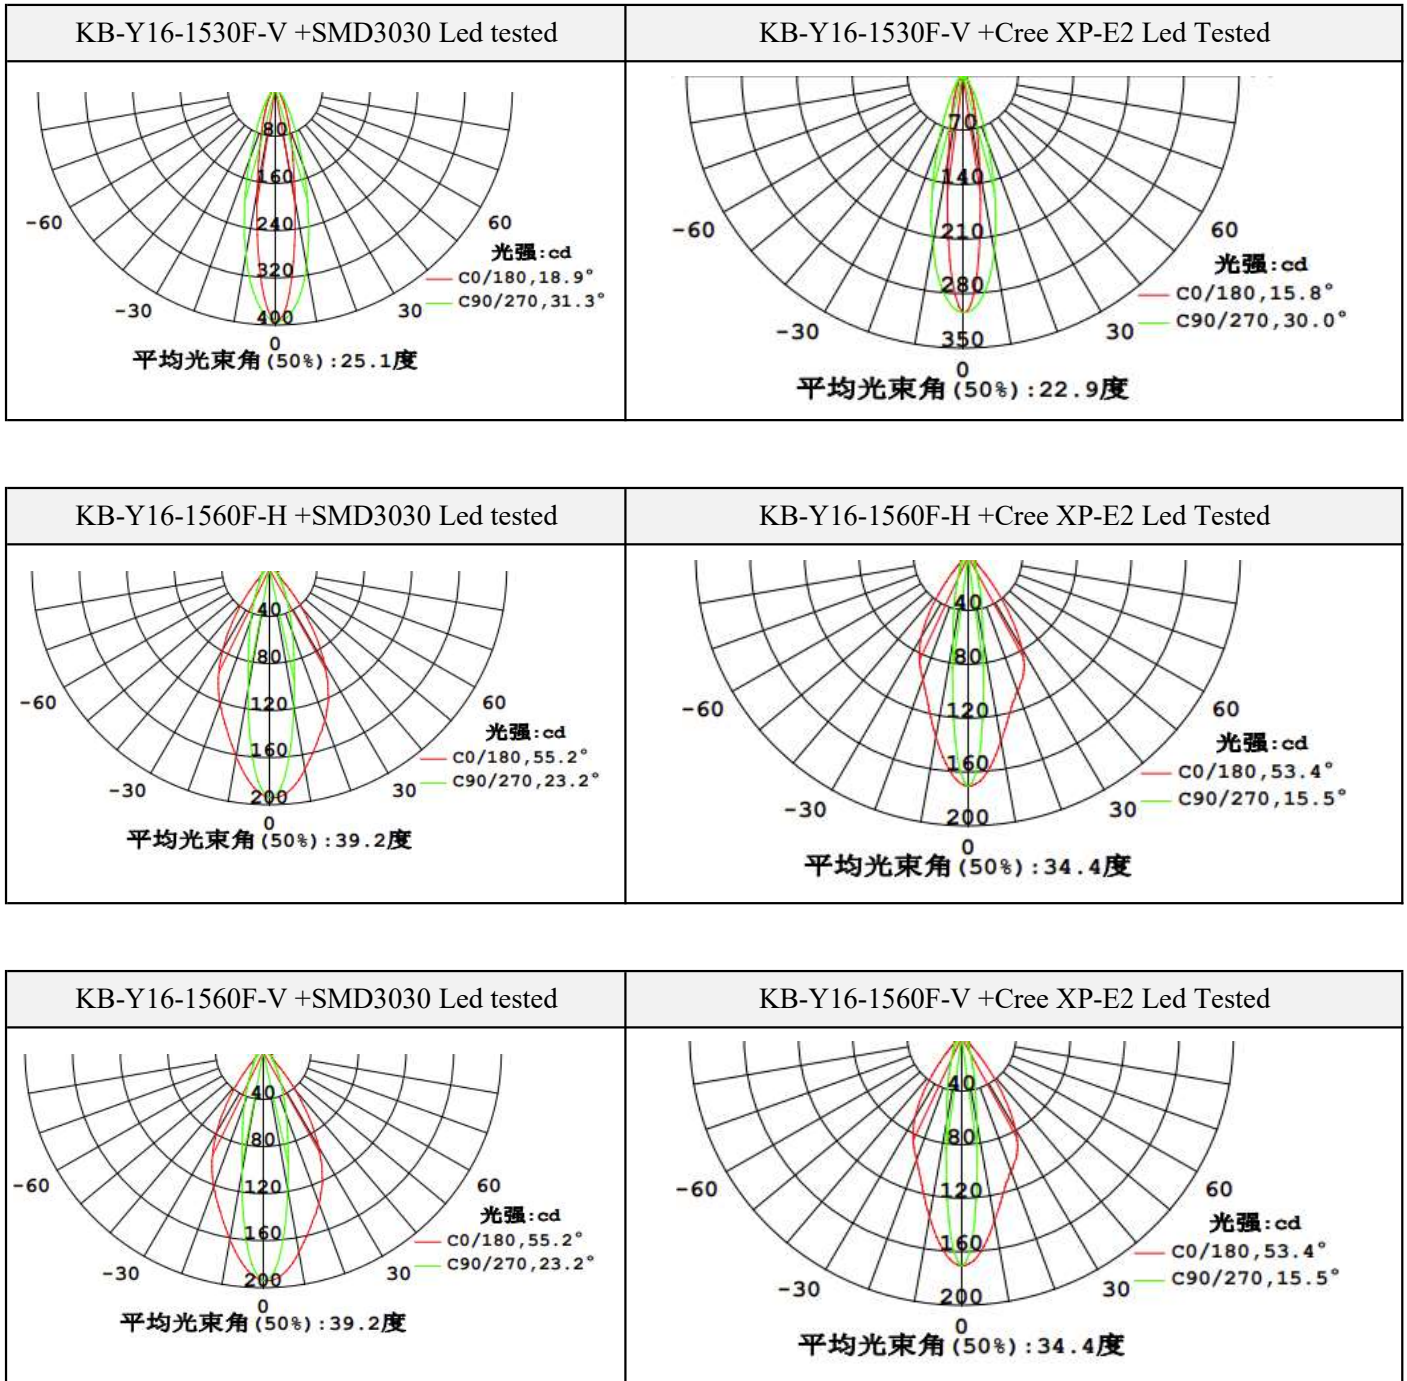 KB-Y16-1530F-V +SMD3030 Led tested
KB-Y16-1530F-V +Cree XP-E2 Led Tested
80
160
240
320
400
-60
60
-30
30
0
光强:cd
C0/180,18.9°
C90/270,31.3°
平均光束角(50%):25.1度
70
140
210
280
350
-60
60
-30
30
0
光强:cd
C0/180,15.8°
C90/270,30.0°
平均光束角(50%):22.9度
KB-Y16-1560F-H +SMD3030 Led tested
KB-Y16-1560F-H +Cree XP-E2 Led Tested
40
80
120
160
200
-60
60
-30
30
0
光强:cd
C0/180,55.2°
C90/270,23.2°
平均光束角(50%):39.2度
40
80
120
160
200
-60
60
-30
30
0
光强:cd
C0/180,53.4°
C90/270,15.5°
平均光束角(50%):34.4度
KB-Y16-1560F-V +SMD3030 Led tested
KB-Y16-1560F-V +Cree XP-E2 Led Tested
40
80
120
160
200
-60
60
-30
30
0
光强:cd
C0/180,55.2°
C90/270,23.2°
平均光束角(50%):39.2度
40
80
120
160
200
-60
60
-30
30
0
光强:cd
C0/180,53.4°
C90/270,15.5°
平均光束角(50%):34.4度